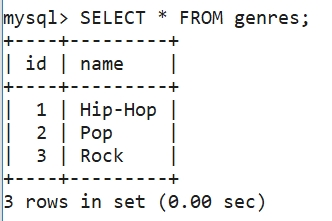 mysql> SELECT * FROM genres;
+----+---------+
| id | name    |
+----+---------+
|  1 | Hip-Hop |
|  2 | Pop     |
|  3 | Rock    |
+----+---------+
3 rows in set (0.00 sec)